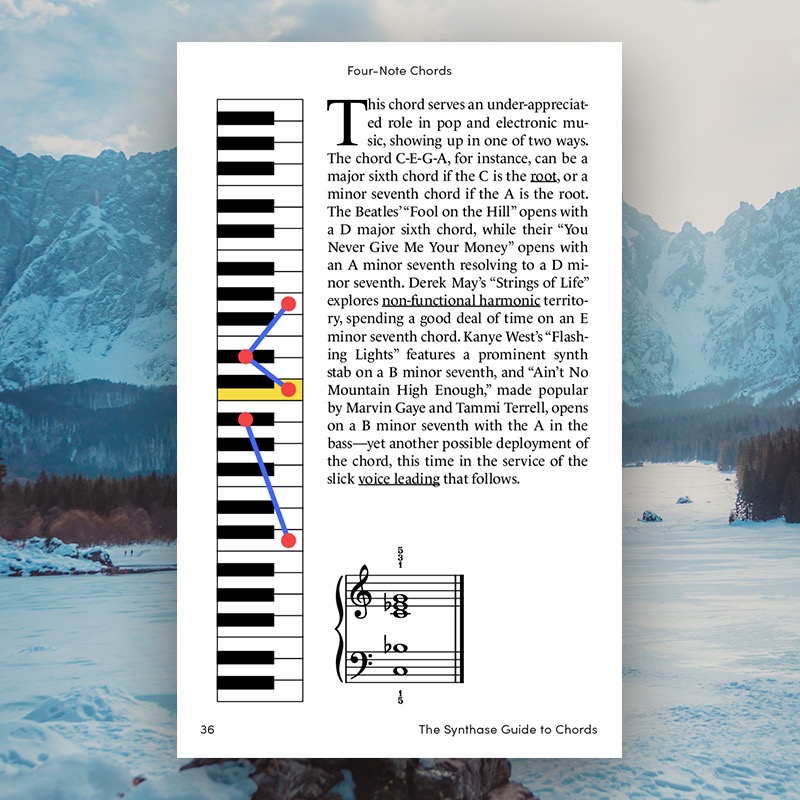 Four-Note Chords
This chord serves an under-appreciat-
ed role in pop and electronic mu-
sic, showing up in one of two ways.
The chord C-E-G-A, for instance, can be a
major sixth chord if the C is the root, or a
minor seventh chord if the A is the root.
The Beatles’ “Fool on the Hill” opens with
a D major sixth chord, while their “You
Never Give Me Your Money” opens with
an A minor seventh resolving to a D mi-
nor seventh. Derek May’s “Strings of Life”
explores non-functional harmonic territo-
ry, spending a good deal of time on an E
minor seventh chord. Kanye West’s “Flash-
ing Lights” features a prominent synth
stab on a B minor seventh, and “Ain’t No
Mountain High Enough,” made popular
by Marvin Gaye and Tammi Terrell, opens
on a B minor seventh with the A in the
bass—yet another possible deployment of
the chord, this time in the service of the
slick voice leading that follows.
5
3
1
1
5
36
The Synthase Guide to Chords